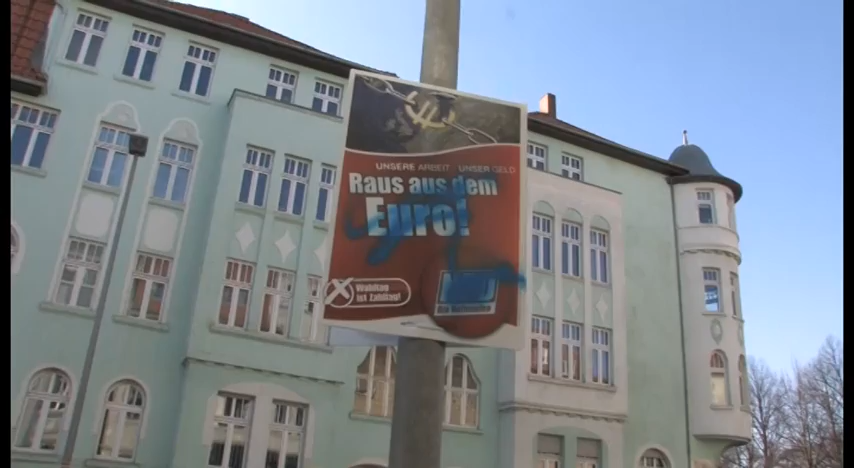 UNSERE ARBEIT UNSER GELD
Raus aus dem
Euro!
Wahltag
ist Zahltag!